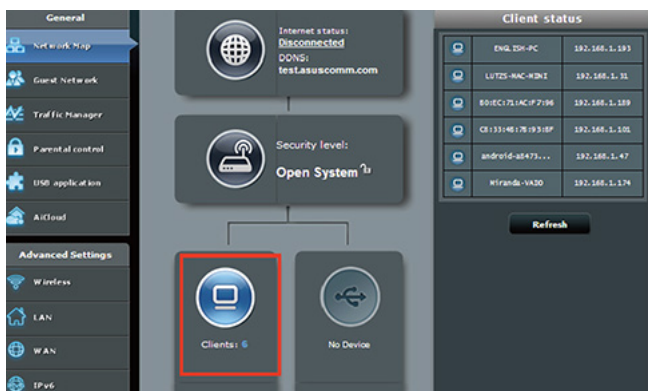 General
Network Map
Guest Network
Traffic Manager
Parental control
USB application
AiCloud
Advanced Settings
Wireless
LAN
WAN
IPv6
Internet status:
Disconnected
DDNS:
test.asuscomm.com
Security level:
Open System
Clients: 6
No Device
Client status
ENGLISH-PC 192.168.1.193
LUTZS-MAC-MINI 192.168.1.31
192.168.1.189
192.168.1.101
android-a8473... 192.168.1.47
Miranda-VAIO 192.168.1.174
Refresh